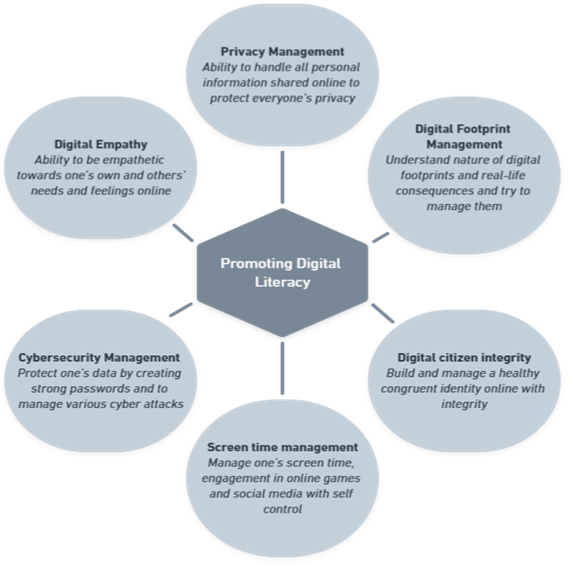 Privacy Management
Ability to handle all personal
information shared online to
protect everyone's privacy
Digital Empathy
Ability to be empathetic
towards one's own and others'
needs and feelings online
Digital Footprint
Management
Understand nature of digital
footprints and real-life
consequences and try to
manage them
Promoting Digital
Literacy
Cybersecurity Management
Protect one's data by creating
strong passwords and to
manage various cyber attacks
Digital citizen integrity
Build and manage a healthy
congruent identity online with
integrity
Screen time management
Manage one's screen time,
engagement in online games
and social media with self
control